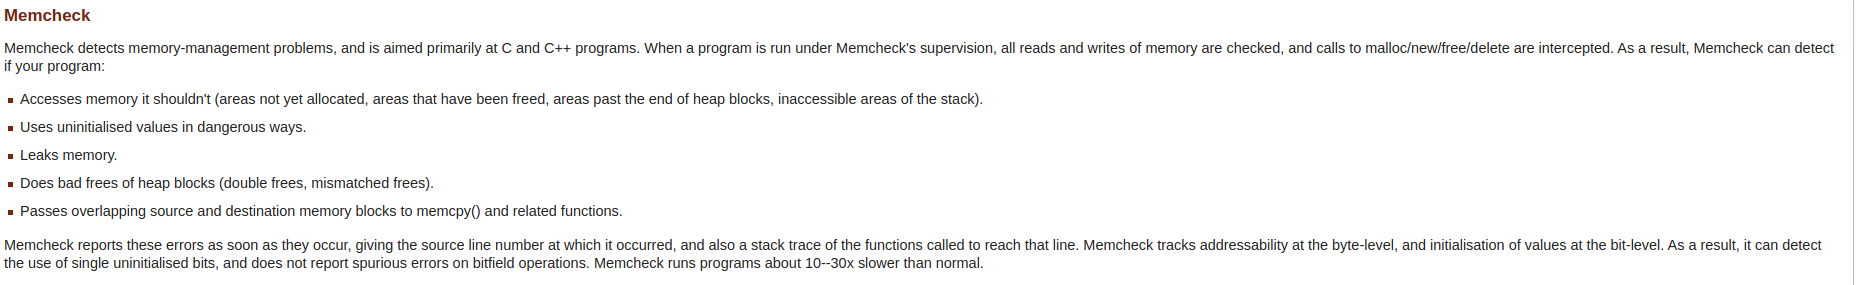 Memcheck
Memcheck detects memory-management problems, and is aimed primarily at C and C++ programs. When a program is run under Memcheck's supervision, all reads and writes of memory are checked, and calls to malloc/new/free/delete are intercepted. As a result, Memcheck can detect
if your program:
Accesses memory it shouldn't (areas not yet allocated, areas that have been freed, areas past the end of heap blocks, inaccessible areas of the stack).
Uses uninitialised values in dangerous ways.
Leaks memory.
Does bad frees of heap blocks (double frees, mismatched frees).
Passes overlapping source and destination memory blocks to memcpy() and related functions.
Memcheck reports these errors as soon as they occur, giving the source line number at which it occurred, and also a stack trace of the functions called to reach that line. Memcheck tracks addressability at the byte-level, and initialisation of values at the bit-level. As a result, it can detect
the use of single uninitialised bits, and does not report spurious errors on bitfield operations. Memcheck runs programs about 10--30x slower than normal.